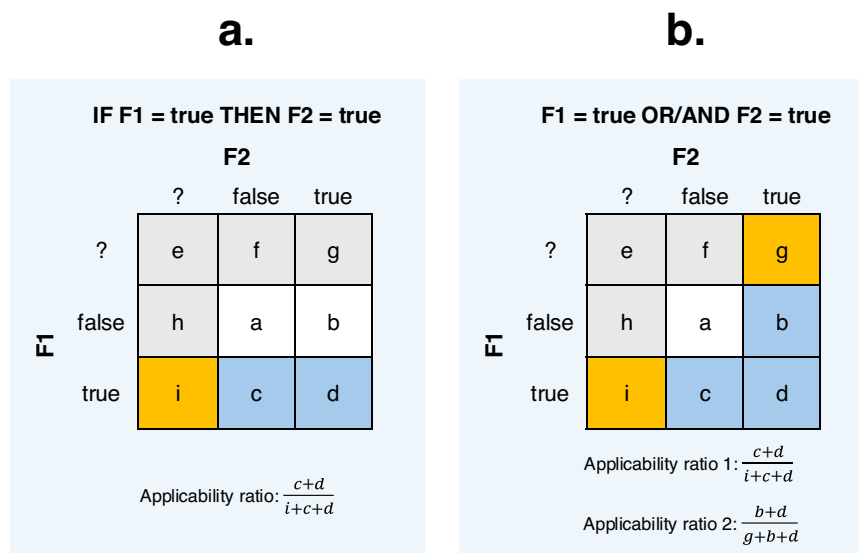 a.
IF F1 = true THEN F2 = true
F2
? false true
? e f g
false h a b
F1
true i c d
Applicability ratio: c+d / i+c+d
b.
F1 = true OR/AND F2 = true
F2
? false true
? e f g
false h a b
F1
true i c d
Applicability ratio 1: c+d / i+c+d
Applicability ratio 2: b+d / g+b+d